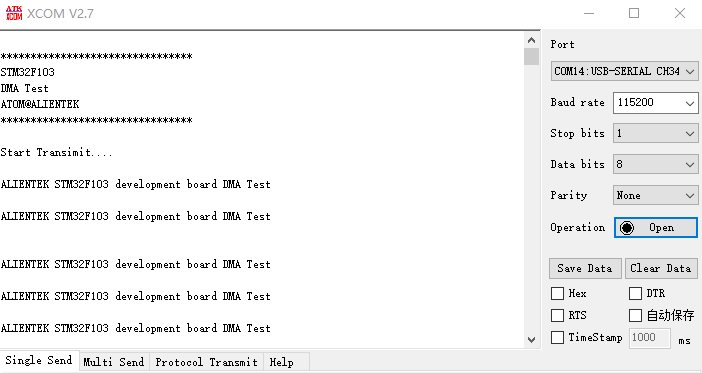 ATK
XCOM XCOM V2.7
********************************
STM32F103
DMA Test
ATOM@ALIENTEK
********************************
Start Transimit....
ALIENTEK STM32F103 development board DMA Test
ALIENTEK STM32F103 development board DMA Test
ALIENTEK STM32F103 development board DMA Test
ALIENTEK STM32F103 development board DMA Test
ALIENTEK STM32F103 development board DMA Test
Port
COM14:USB-SERIAL CH34
Baud rate 115200
Stop bits 1
Data bits 8
Parity None
Operation Open
Save Data Clear Data
Hex DTR
RTS 自动保存
TimeStamp 1000 ms
Single Send Multi Send Protocol Transmit Help